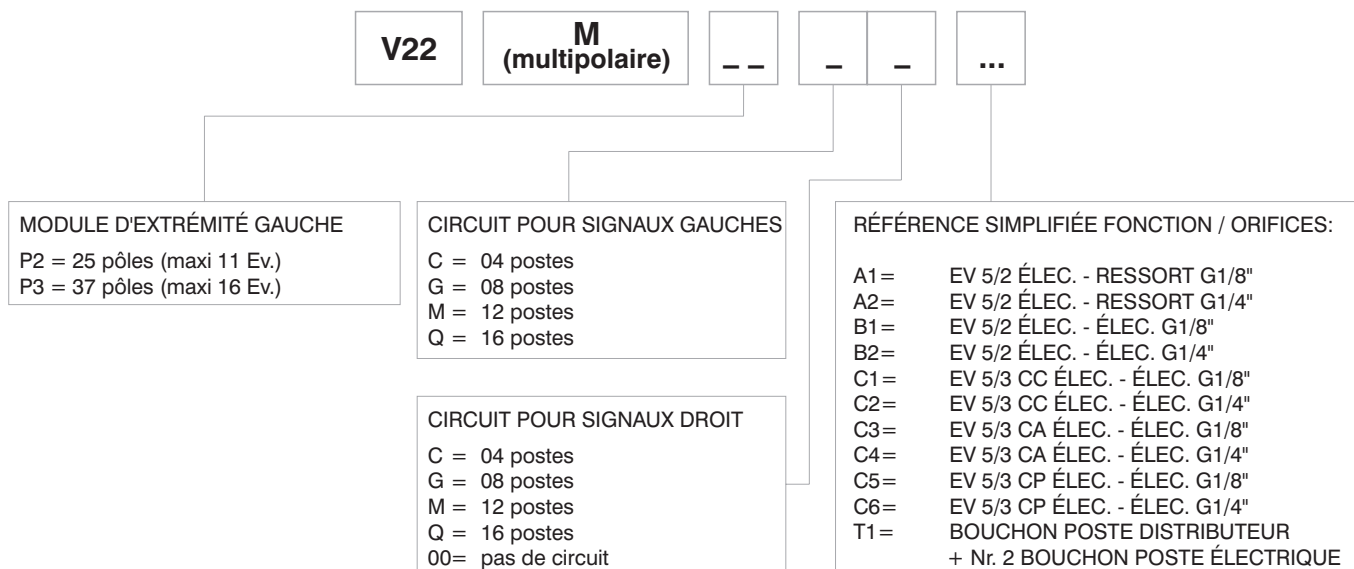 V22
M
(multipolaire)
_ _
_
_
...
MODULE D'EXTRÉMITÉ GAUCHE
P2 = 25 pôles (maxi 11 Ev.)
P3 = 37 pôles (maxi 16 Ev.)
CIRCUIT POUR SIGNAUX GAUCHES
C = 04 postes
G = 08 postes
M = 12 postes
Q = 16 postes
CIRCUIT POUR SIGNAUX DROIT
C = 04 postes
G = 08 postes
M = 12 postes
Q = 16 postes
00= pas de circuit
RÉFÉRENCE SIMPLIFIÉE FONCTION / ORIFICES:
A1= EV 5/2 ÉLEC. - RESSORT G1/8"
A2= EV 5/2 ÉLEC. - RESSORT G1/4"
B1= EV 5/2 ÉLEC. - ÉLEC. G1/8"
B2= EV 5/2 ÉLEC. - ÉLEC. G1/4"
C1= EV 5/3 CC ÉLEC. - ÉLEC. G1/8"
C2= EV 5/3 CC ÉLEC. - ÉLEC. G1/4"
C3= EV 5/3 CA ÉLEC. - ÉLEC. G1/8"
C4= EV 5/3 CA ÉLEC. - ÉLEC. G1/4"
C5= EV 5/3 CP ÉLEC. - ÉLEC. G1/8"
C6= EV 5/3 CP ÉLEC. - ÉLEC. G1/4"
T1= BOUCHON POSTE DISTRIBUTEUR
+ Nr. 2 BOUCHON POSTE ÉLECTRIQUE